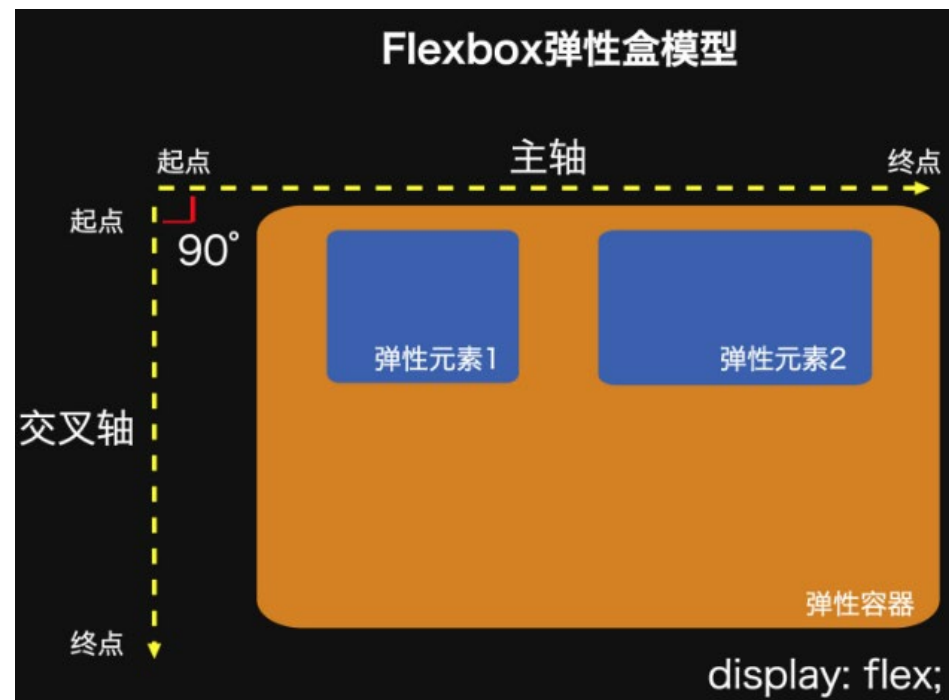 Flexbox弹性盒模型
起点
主轴
终点
起点
90°
弹性元素1
弹性元素2
交叉轴
弹性容器
终点
display: flex;